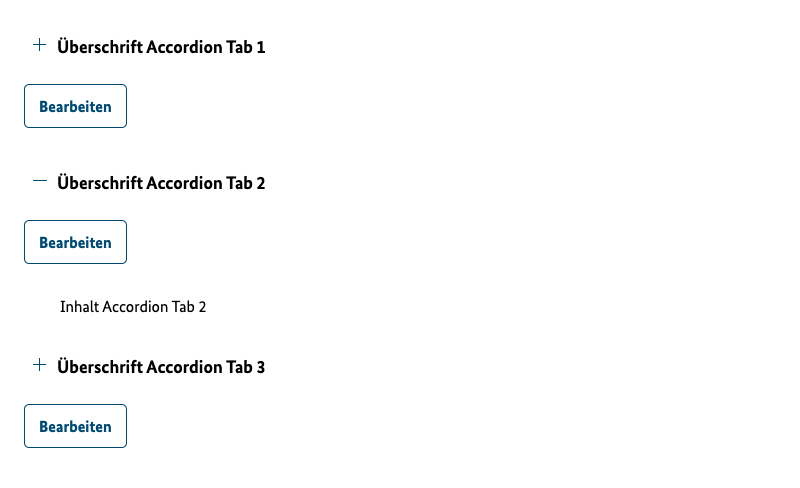 Überschrift Accordion Tab 1
Bearbeiten
Überschrift Accordion Tab 2
Bearbeiten
Inhalt Accordion Tab 2
Überschrift Accordion Tab 3
Bearbeiten